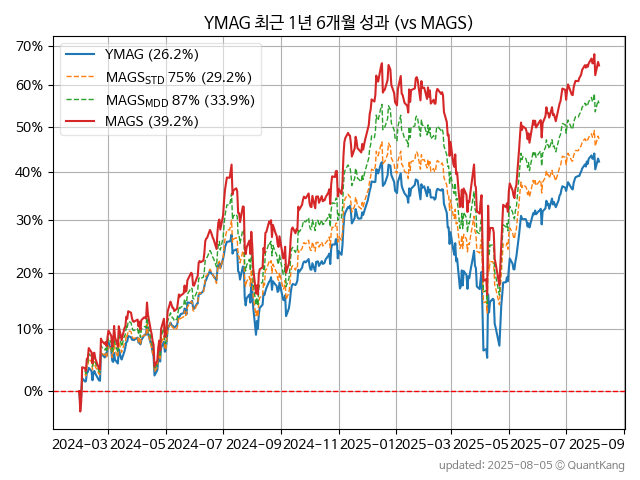 YMAG 최근 1년 6개월 성과 (vs MAGS)
70%
60%
50%
40%
30%
20%
10%
0%
YMAG (26.2%)
MAGS_STD 75% (29.2%)
MAGS_MDD 87% (33.9%)
MAGS (39.2%)
2024-03 2024-05 2024-07 2024-09 2024-11 2025-01 2025-03 2025-05 2025-07 2025-09
updated: 2025-08-05 © QuantKang